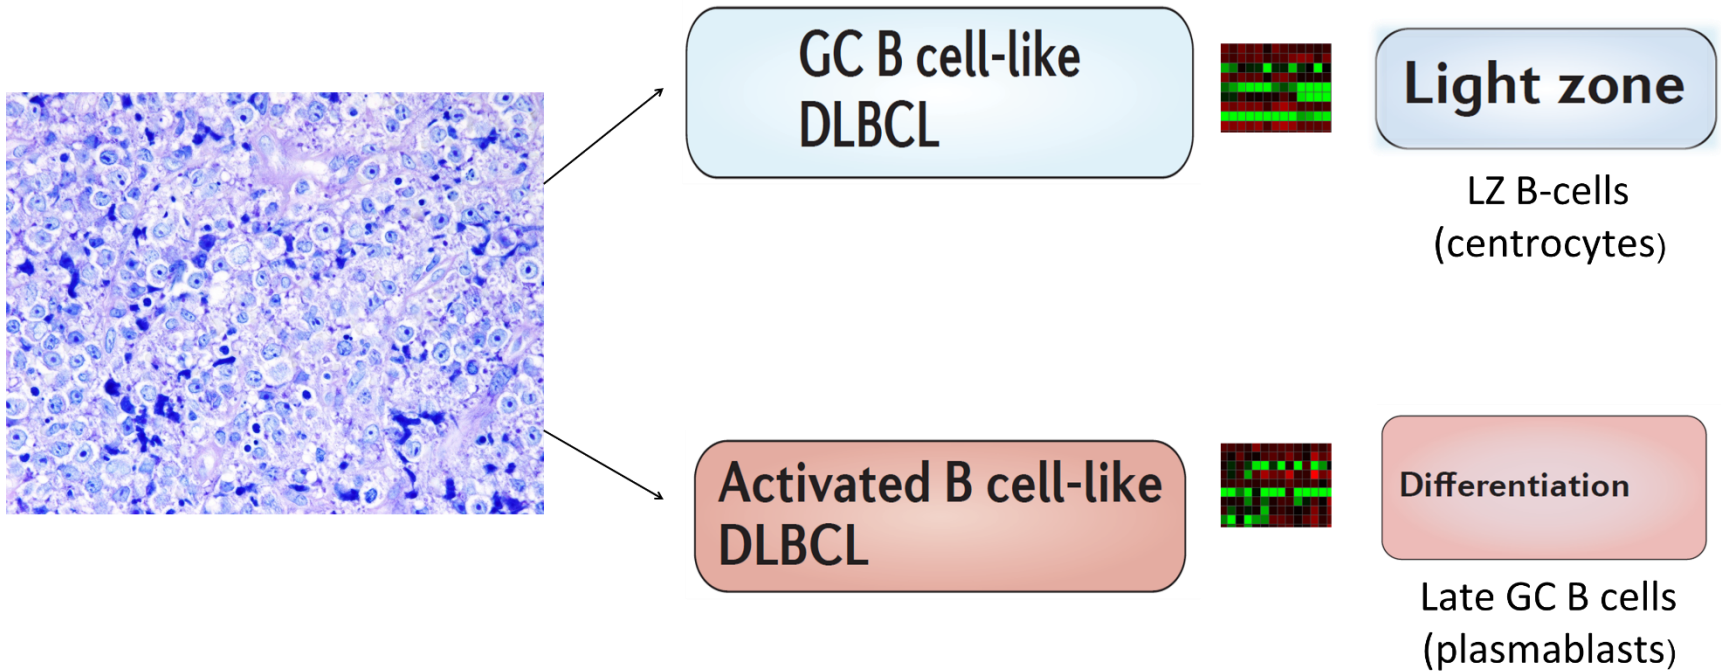 GC B cell-like
DLBCL
Light zone
LZ B-cells
(centrocytes)
Activated B cell-like
DLBCL
Differentiation
Late GC B cells
(plasmablasts)